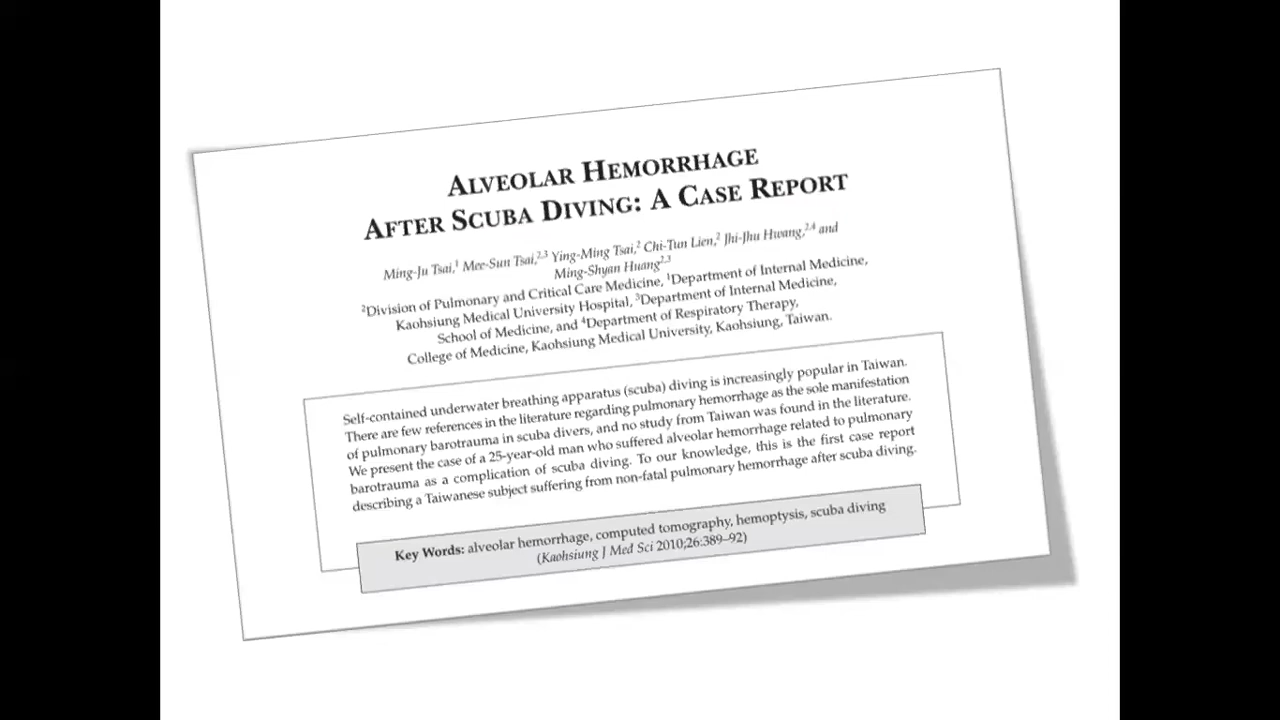 ALVEOLAR HEMORRHAGE
AFTER SCUBA DIVING: A CASE REPORT
Ming-Ju Tsai,¹ Mee-Sun Tsai,²,³ Ying-Ming Tsai,² Chi-Tun Lien,² Jhi-Jhu Hwang,²,⁴ and
Ming-Shyan Huang²,³
²Division of Pulmonary and Critical Care Medicine, ¹Department of Internal Medicine,
Kaohsiung Medical University Hospital, ³Department of Internal Medicine,
School of Medicine, and ⁴Department of Respiratory Therapy,
College of Medicine, Kaohsiung Medical University, Kaohsiung, Taiwan.
Self-contained underwater breathing apparatus (scuba) diving is increasingly popular in Taiwan.
There are few references in the literature regarding pulmonary hemorrhage as the sole manifestation
of pulmonary barotrauma in scuba divers, and no study from Taiwan was found in the literature.
We present the case of a 25-year-old man who suffered alveolar hemorrhage related to pulmonary
barotrauma as a complication of scuba diving. To our knowledge, this is the first case report
describing a Taiwanese subject suffering from non-fatal pulmonary hemorrhage after scuba diving.
Key Words: alveolar hemorrhage, computed tomography, hemoptysis, scuba diving
(Kaohsiung J Med Sci 2010;26:389–92)